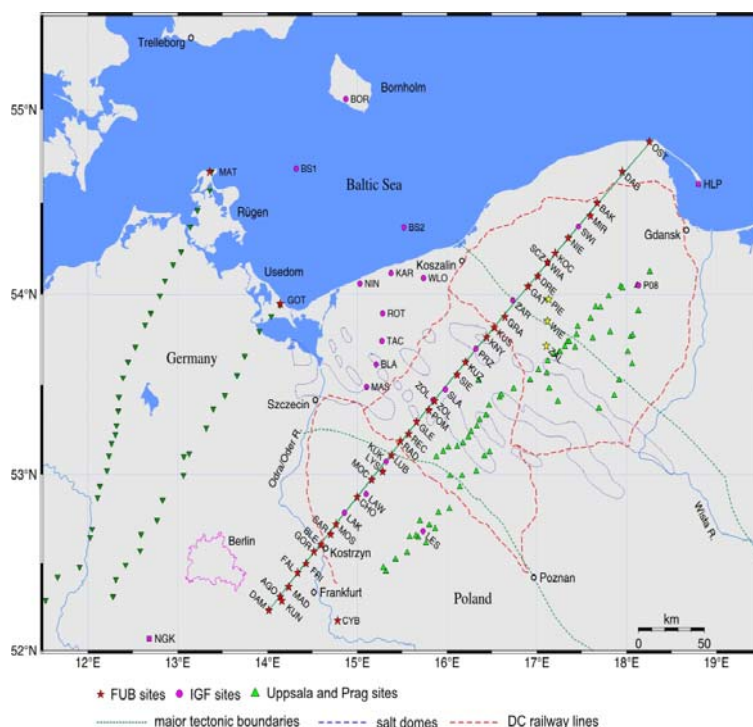 Trelleborg
Bornholm
BOR
55°N
MAT
BS1
Baltic Sea
OST
DAB
HLP
Rügen
BAK
MIR
BS2
SWI
Gdansk
NIE
Koszalin
KOC
Usedom
SCZ
WIA
KAR
WLO
DRE
54°N
NIN
GAT
PIE
P08
GOT
ZAR
ROT
GRA
WIE
KUS
TAC
KNY
Germany
PRZ
BLA
KUZ
SIE
MAS
SLA
Szczecin
ZOL
ZOL
POM
GLE
Odra/Oder R.
REC
RAD
53°N
KUK
LUB
LYS
MOC
Wisla R.
CHO
LAW
SAR
LAK
MOS
LES
Berlin
BLE
GOR
Kostrzyn
FAL
FRI
Poznan
AGO
MAD
Frankfurt
DAM
KUN
Poland
CYB
km
0 50
NGK
52°N
12°E 13°E 14°E 15°E 16°E 17°E 18°E 19°E
FUB sites IGF sites Uppsala and Prag sites
major tectonic boundaries salt domes DC railway lines